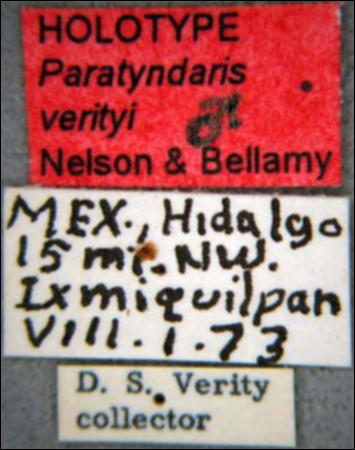 HOLOTYPE
Paratyndaris
verityi ♂
Nelson & Bellamy
MEX., Hidalgo
15 mi. NW.
Ixmiquilpan
VIII.1.73
D. S. Verity
collector